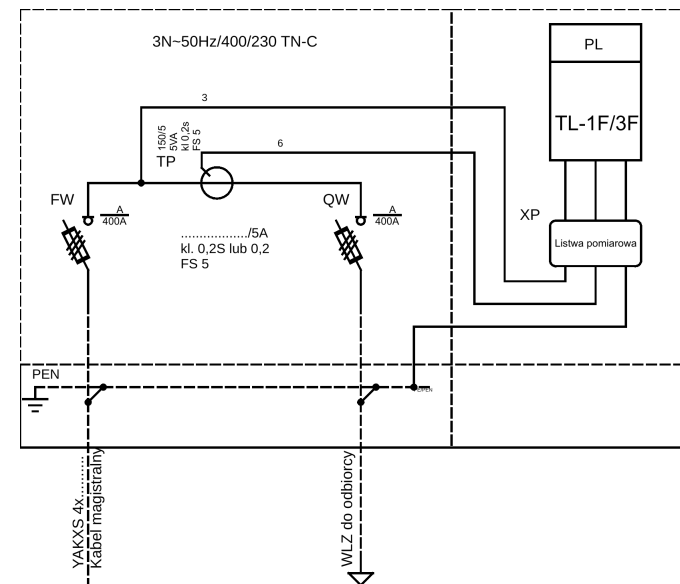 3N~50Hz/400/230 TN-C
PL
TL-1F/3F
3
150/5
5VA
kl 0,2s
FS 5
TP
6
FW
A
400A
QW
A
400A
XP
Listwa pomiarowa
................../5A
kl. 0,2S lub 0,2
FS 5
PEN
YAKXS 4x...........
Kabel magistralny
WLZ do odbiorcy